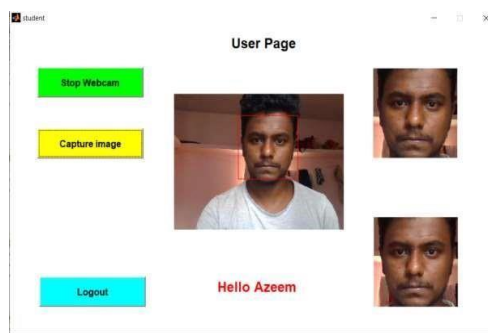 student
User Page
Stop Webcam
Capture image
Logout
Hello Azeem